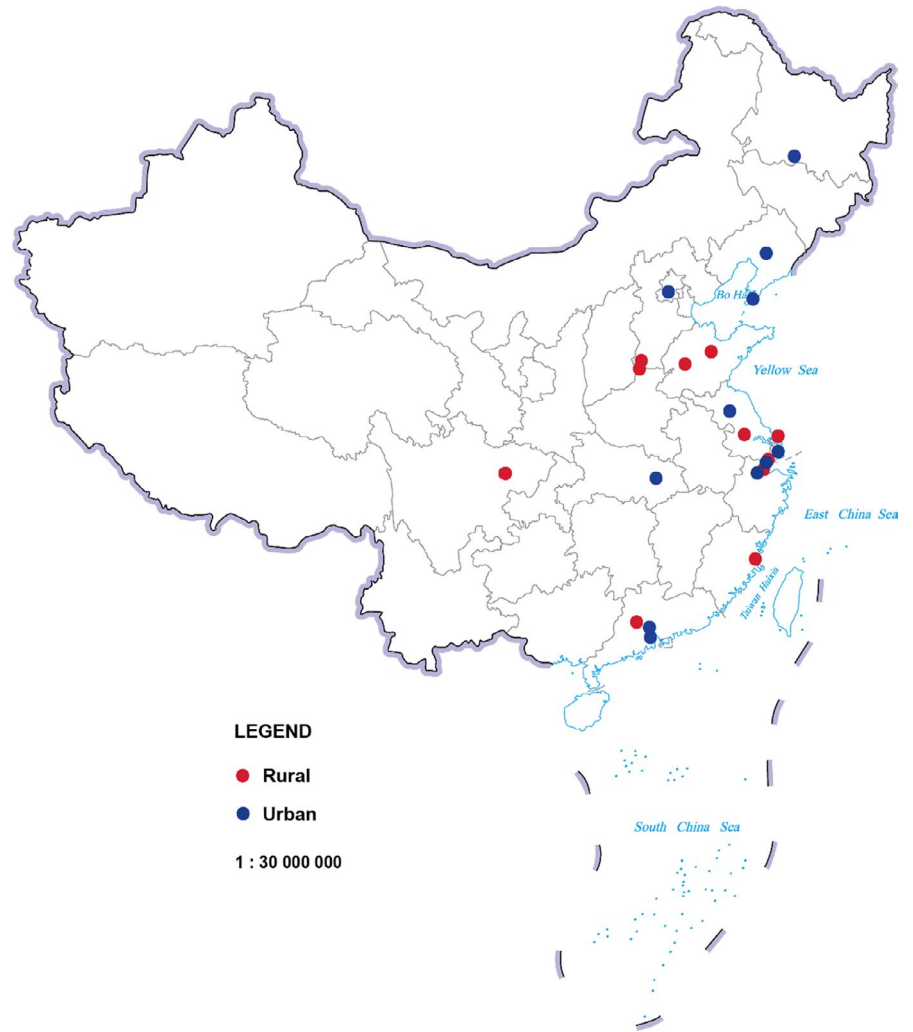 Bo Hai
Yellow Sea
East China Sea
Taiwan Haixia
LEGEND
Rural
Urban
1 : 30 000 000
South China Sea